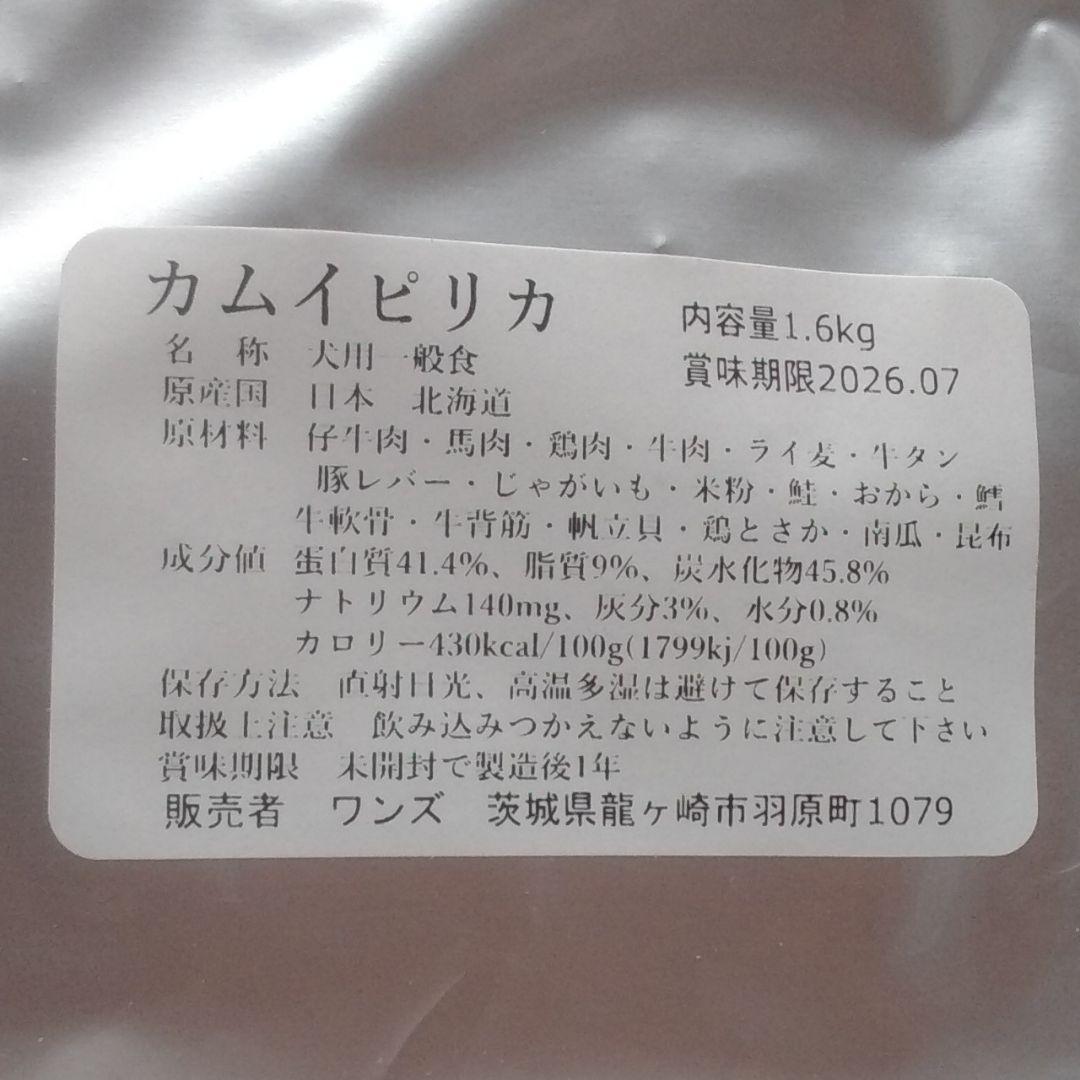 カムイピリカ
内容量1.6kg
賞味期限2026.07
名　称　犬用一般食
原産国　日本　北海道
原材料　仔牛肉・馬肉・鶏肉・牛肉・ライ麦・牛タン
豚レバー・じゃがいも・米粉・鮭・おから・鱈
牛軟骨・牛背筋・帆立貝・鶏とさか・南瓜・昆布
成分値　蛋白質41.4%、脂質9%、炭水化物45.8%
ナトリウム140mg、灰分3%、水分0.8%
カロリー430kcal/100g(1799kj/100g)
保存方法　直射日光、高温多湿は避けて保存すること
取扱上注意　飲み込みつかえないように注意して下さい
賞味期限　未開封で製造後1年
販売者　ワンズ　茨城県龍ヶ崎市羽原町1079